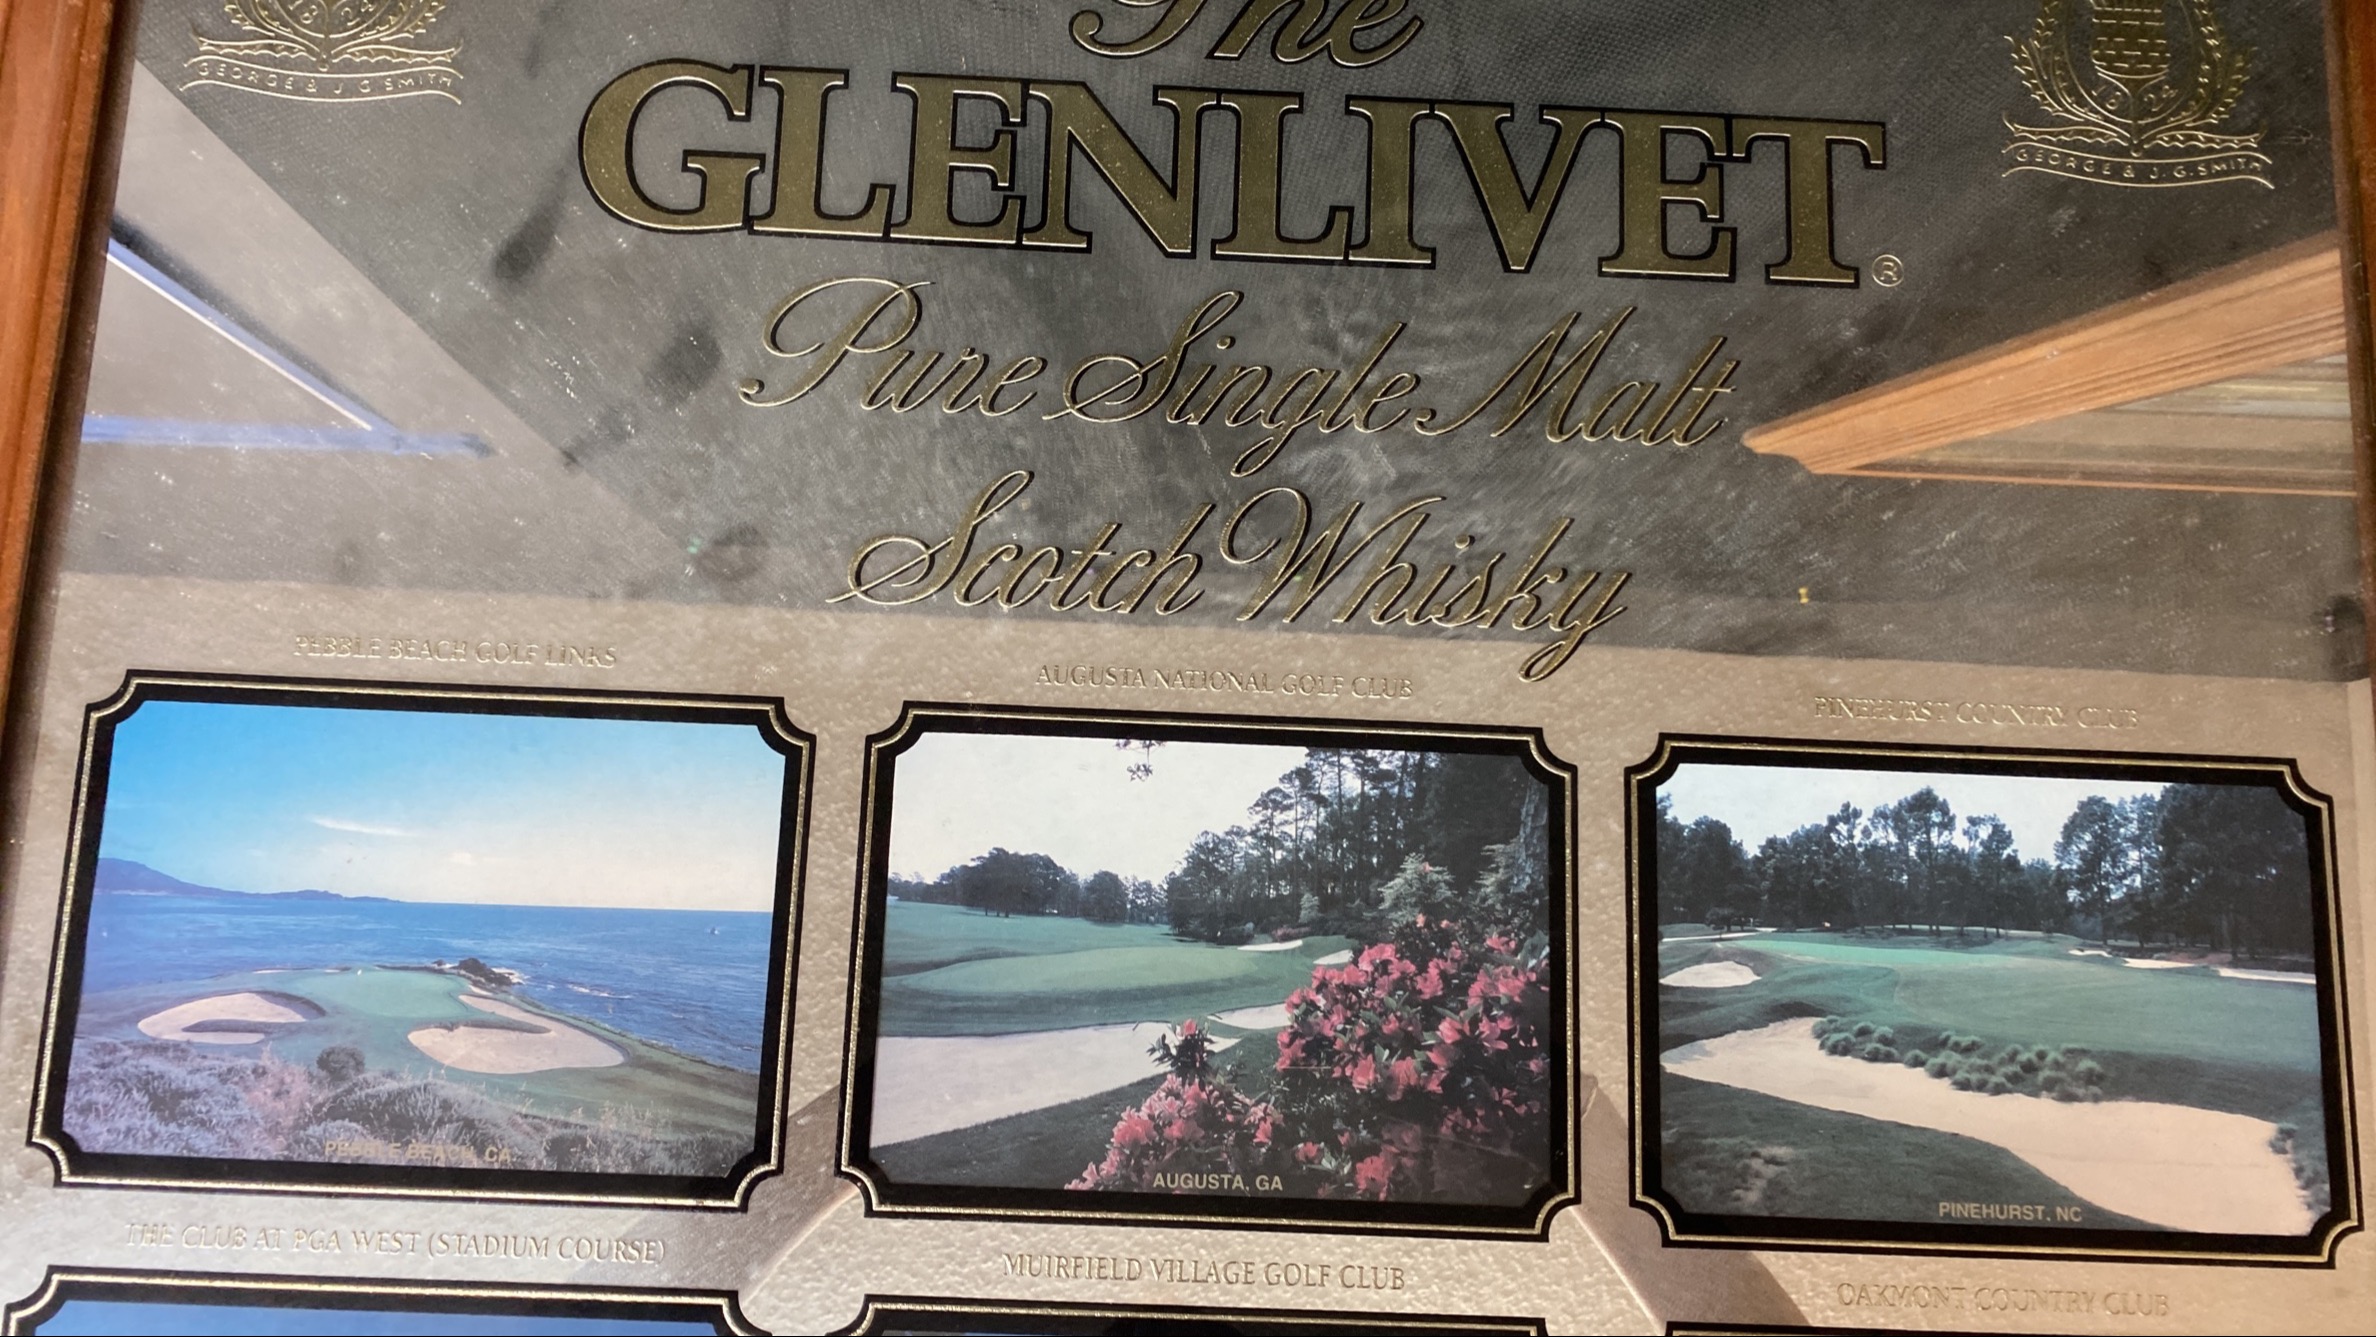 The
GEORGE & J G SMITH
1824
GEORGE & J. G. SMITH
GLENLIVET®
Pure Single Malt
Scotch Whisky
PEBBLE BEACH GOLF LINKS
AUGUSTA NATIONAL GOLF CLUB
PINEHURST COUNTRY CLUB
PEBBLE BEACH, CA
AUGUSTA, GA
PINEHURST, NC
THE CLUB AT PGA WEST (STADIUM COURSE)
MUIRFIELD VILLAGE GOLF CLUB
OAKMONT COUNTRY CLUB